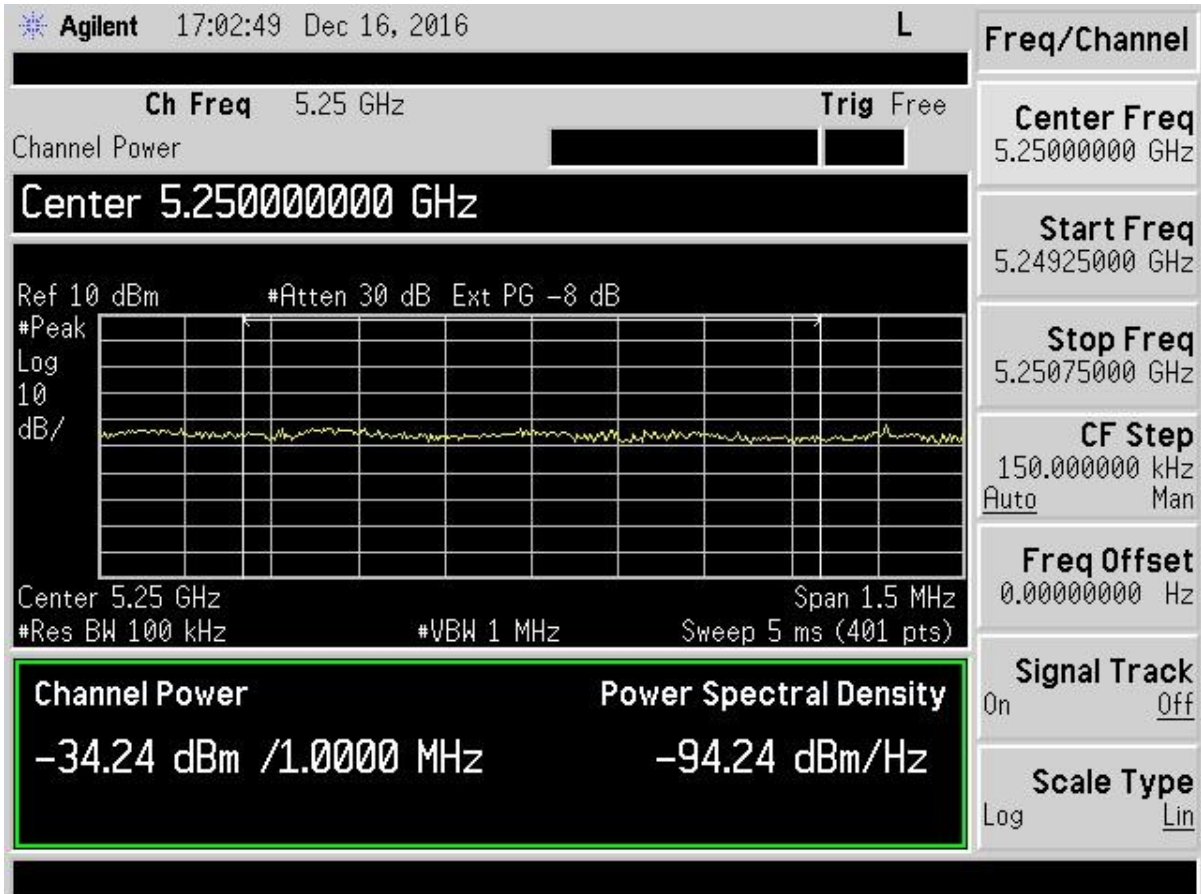 Agilent 17:02:49 Dec 16, 2016 L
Ch Freq 5.25 GHz Trig Free
Channel Power
Center 5.250000000 GHz
Ref 10 dBm #Atten 30 dB Ext PG -8 dB
#Peak
Log
10
dB/
Center 5.25 GHz Span 1.5 MHz
#Res BW 100 kHz #VBW 1 MHz Sweep 5 ms (401 pts)
Channel Power Power Spectral Density
-34.24 dBm /1.0000 MHz -94.24 dBm/Hz
Freq/Channel
Center Freq
5.25000000 GHz
Start Freq
5.24925000 GHz
Stop Freq
5.25075000 GHz
CF Step
150.000000 kHz
Auto Man
Freq Offset
0.00000000 Hz
Signal Track
On Off
Scale Type
Log Lin